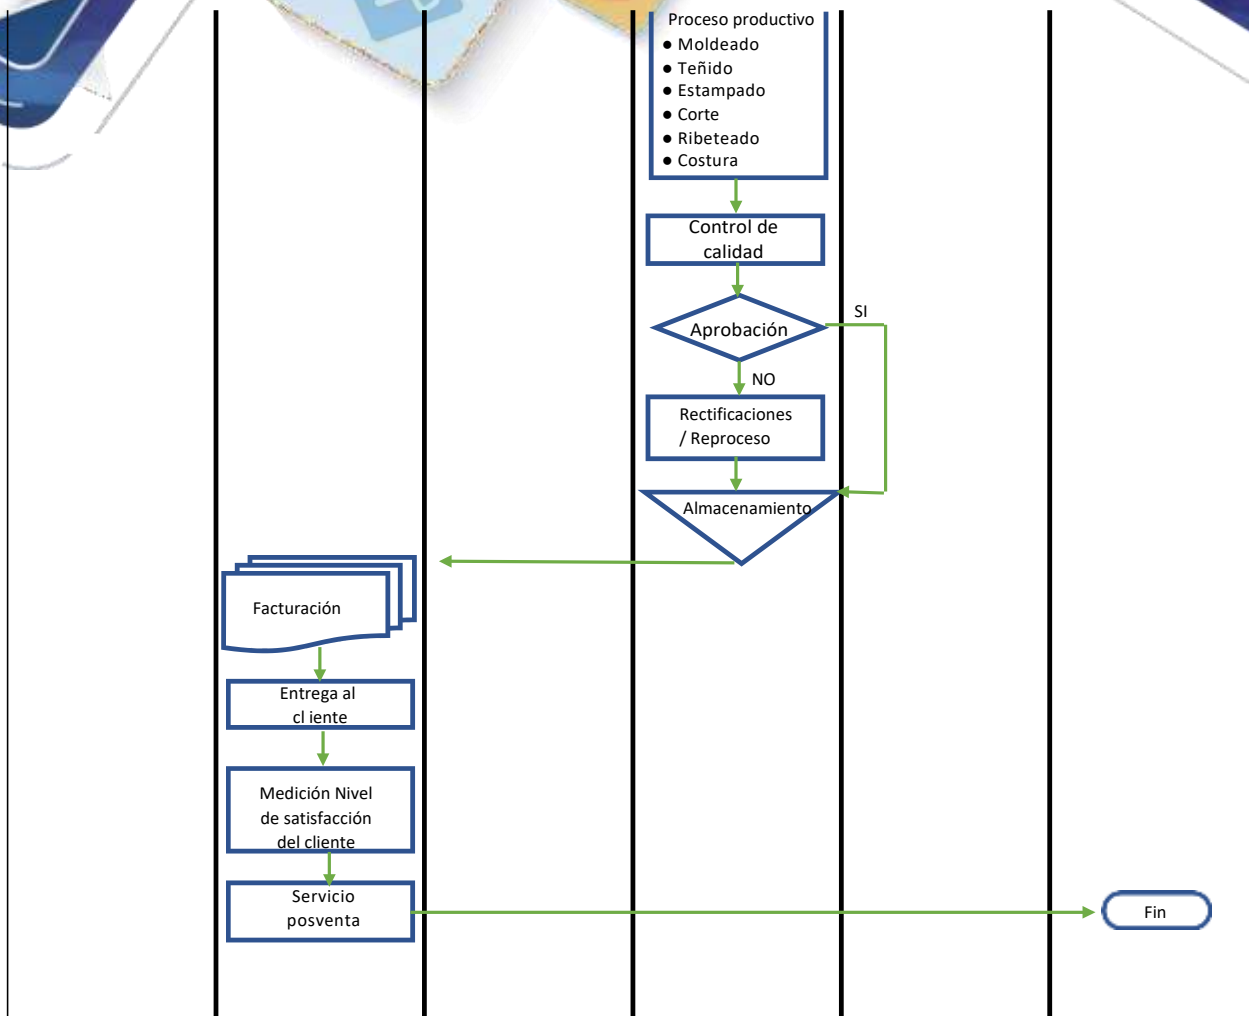 Proceso productivo
● Moldeado
● Teñido
● Estampado
● Corte
● Ribeteado
● Costura
Control de
calidad
SI
Aprobación
NO
Rectificaciones
/ Reproceso
Almacenamiento
Facturación
Entrega al
cl iente
Medición Nivel
de satisfacción
del cliente
Servicio
posventa
Fin